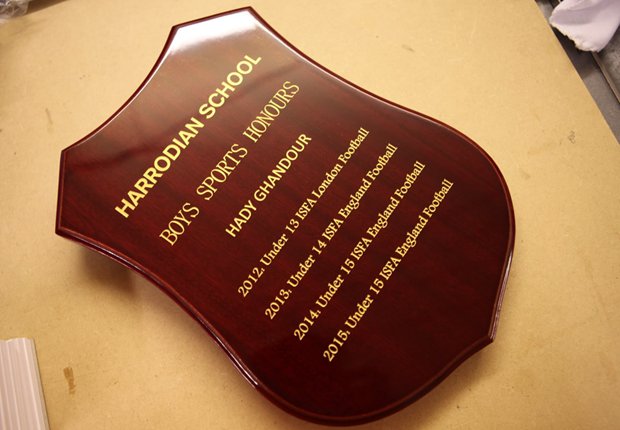 HARRODIAN SCHOOL
BOYS SPORTS HONOURS
HADY GHANDOUR
2012. Under 13 ISFA London Football
2013. Under 14 ISFA England Football
2014. Under 15 ISFA England Football
2015. Under 15 ISFA England Football